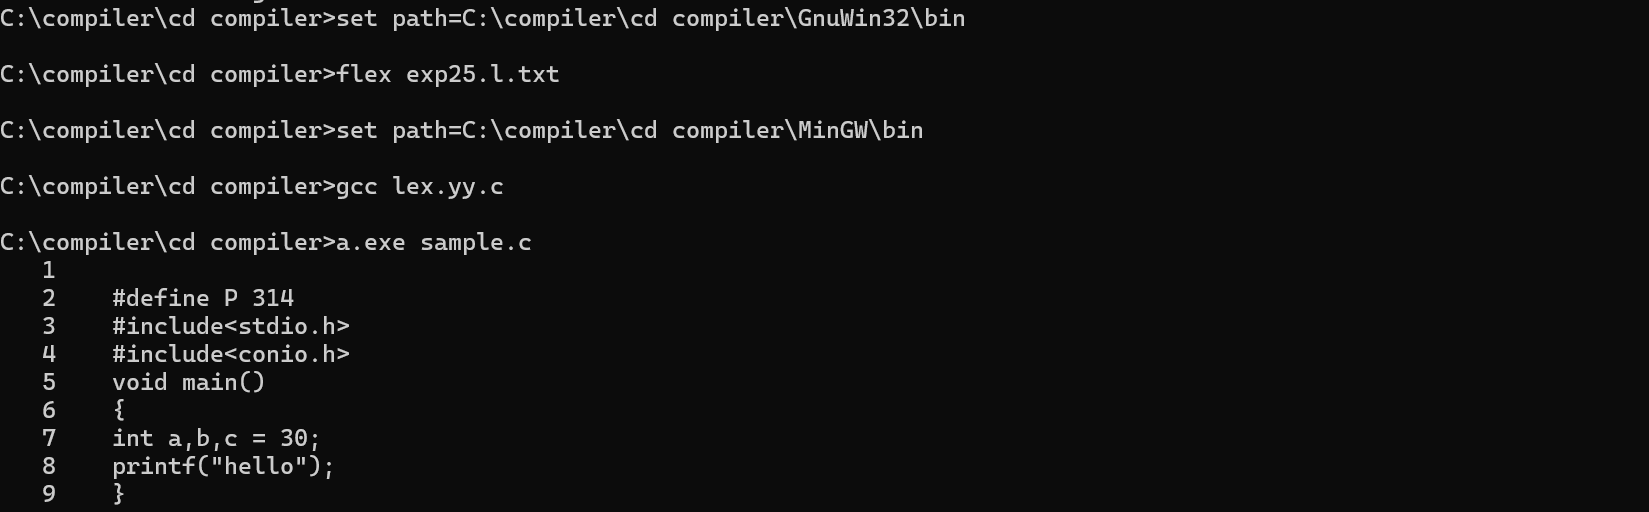 C:\compiler\cd compiler>set path=C:\compiler\cd compiler\GnuWin32\bin
C:\compiler\cd compiler>flex exp25.l.txt
C:\compiler\cd compiler>set path=C:\compiler\cd compiler\MinGW\bin
C:\compiler\cd compiler>gcc lex.yy.c
C:\compiler\cd compiler>a.exe sample.c
   1
   2    #define P 314
   3    #include<stdio.h>
   4    #include<conio.h>
   5    void main()
   6    {
   7    int a,b,c = 30;
   8    printf("hello");
   9    }